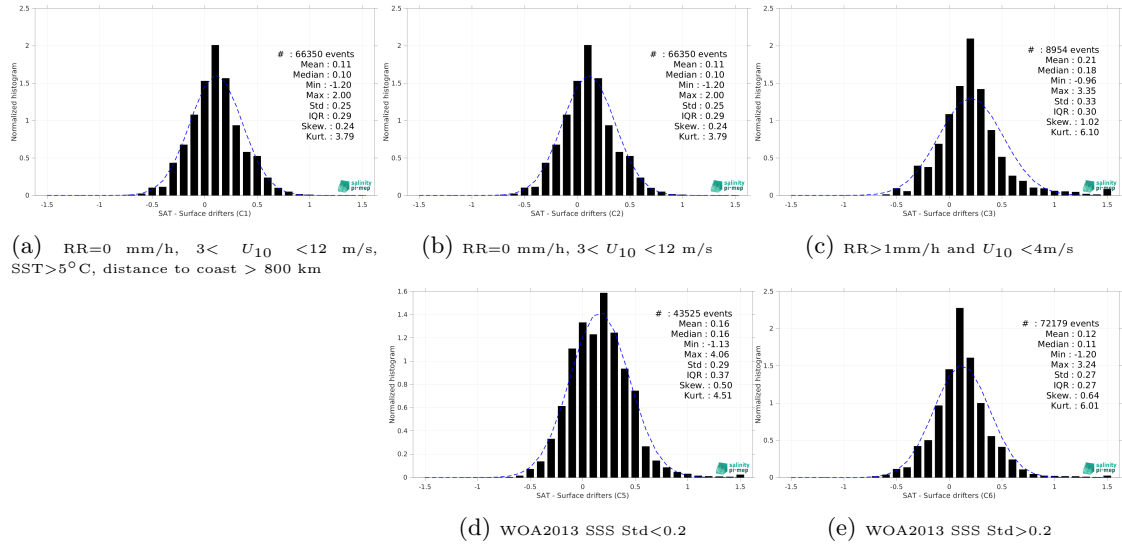 2.5
2
1.5
1
0.5
0
Normalized histogram
# : 66350 events
Mean : 0.11
Median : 0.10
Min : -1.20
Max : 2.00
Std : 0.25
IQR : 0.29
Skew. : 0.24
Kurt. : 3.79
salinity
pi-mep
-1.5 -1 -0.5 0 0.5 1 1.5
SAT - Surface drifters (C1)
(a) RR=0 mm/h, 3< U10 <12 m/s,
SST>5°C, distance to coast > 800 km
2.5
2
1.5
1
0.5
0
Normalized histogram
# : 66350 events
Mean : 0.11
Median : 0.10
Min : -1.20
Max : 2.00
Std : 0.25
IQR : 0.29
Skew. : 0.24
Kurt. : 3.79
salinity
pi-mep
-1.5 -1 -0.5 0 0.5 1 1.5
SAT - Surface drifters (C2)
(b) RR=0 mm/h, 3< U10 <12 m/s
2.5
2
1.5
1
0.5
0
Normalized histogram
# : 8954 events
Mean : 0.21
Median : 0.18
Min : -0.96
Max : 3.35
Std : 0.33
IQR : 0.30
Skew. : 1.02
Kurt. : 6.10
salinity
pi-mep
-1.5 -1 -0.5 0 0.5 1 1.5
SAT - Surface drifters (C3)
(c) RR>1mm/h and U10 <4m/s
1.6
1.4
1.2
1
0.8
0.6
0.4
0.2
0
Normalized histogram
# : 43525 events
Mean : 0.16
Median : 0.16
Min : -1.13
Max : 4.06
Std : 0.29
IQR : 0.37
Skew. : 0.50
Kurt. : 4.51
salinity
pi-mep
-1.5 -1 -0.5 0 0.5 1 1.5
SAT - Surface drifters (C5)
(d) WOA2013 SSS Std<0.2
2.5
2
1.5
1
0.5
0
Normalized histogram
# : 72179 events
Mean : 0.12
Median : 0.11
Min : -1.20
Max : 3.24
Std : 0.27
IQR : 0.27
Skew. : 0.64
Kurt. : 6.01
salinity
pi-mep
-1.5 -1 -0.5 0 0.5 1 1.5
SAT - Surface drifters (C6)
(e) WOA2013 SSS Std>0.2